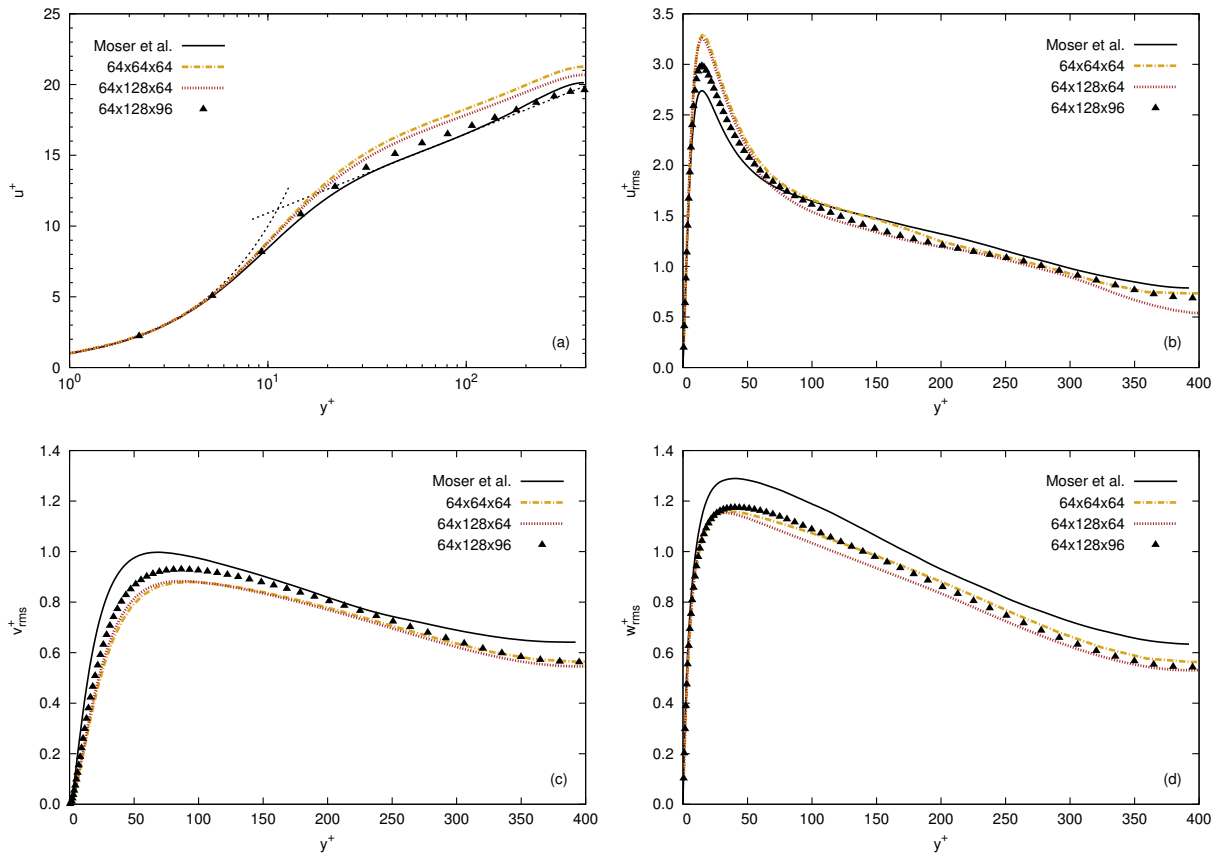 25
20
15
10
5
0
10^0
10^1
10^2
u^+
y^+
Moser et al.
64x64x64
64x128x64
64x128x96
(a)
3.5
3.0
2.5
2.0
1.5
1.0
0.5
0.0
0 50 100 150 200 250 300 350 400
u^+_rms
y^+
Moser et al.
64x64x64
64x128x64
64x128x96
(b)
1.4
1.2
1.0
0.8
0.6
0.4
0.2
0.0
0 50 100 150 200 250 300 350 400
v^+_rms
y^+
Moser et al.
64x64x64
64x128x64
64x128x96
(c)
1.4
1.2
1.0
0.8
0.6
0.4
0.2
0.0
0 50 100 150 200 250 300 350 400
w^+_rms
y^+
Moser et al.
64x64x64
64x128x64
64x128x96
(d)